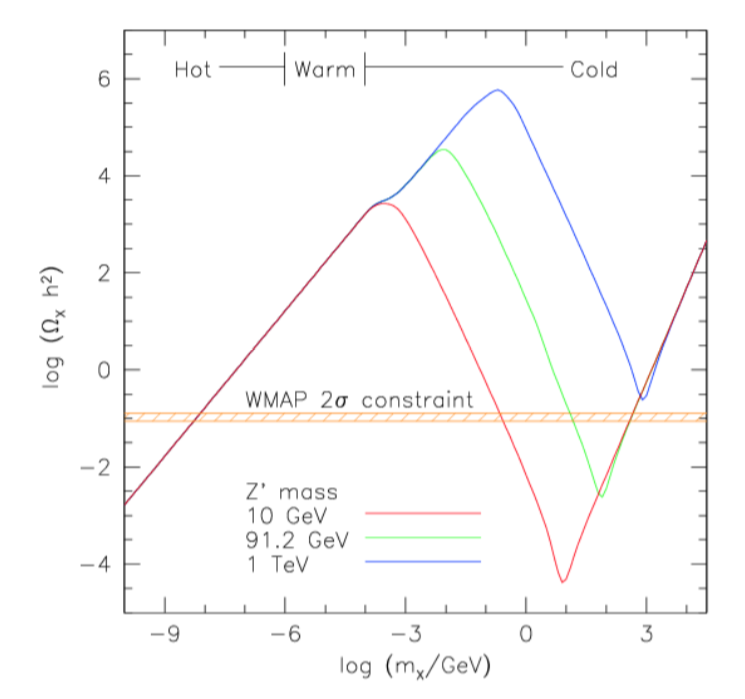 Hot Warm Cold
6
4
2
0
−2
−4
log (Ωₓ h²)
WMAP 2σ constraint
Z' mass
10 GeV
91.2 GeV
1 TeV
−9 −6 −3 0 3
log (mₓ/GeV)